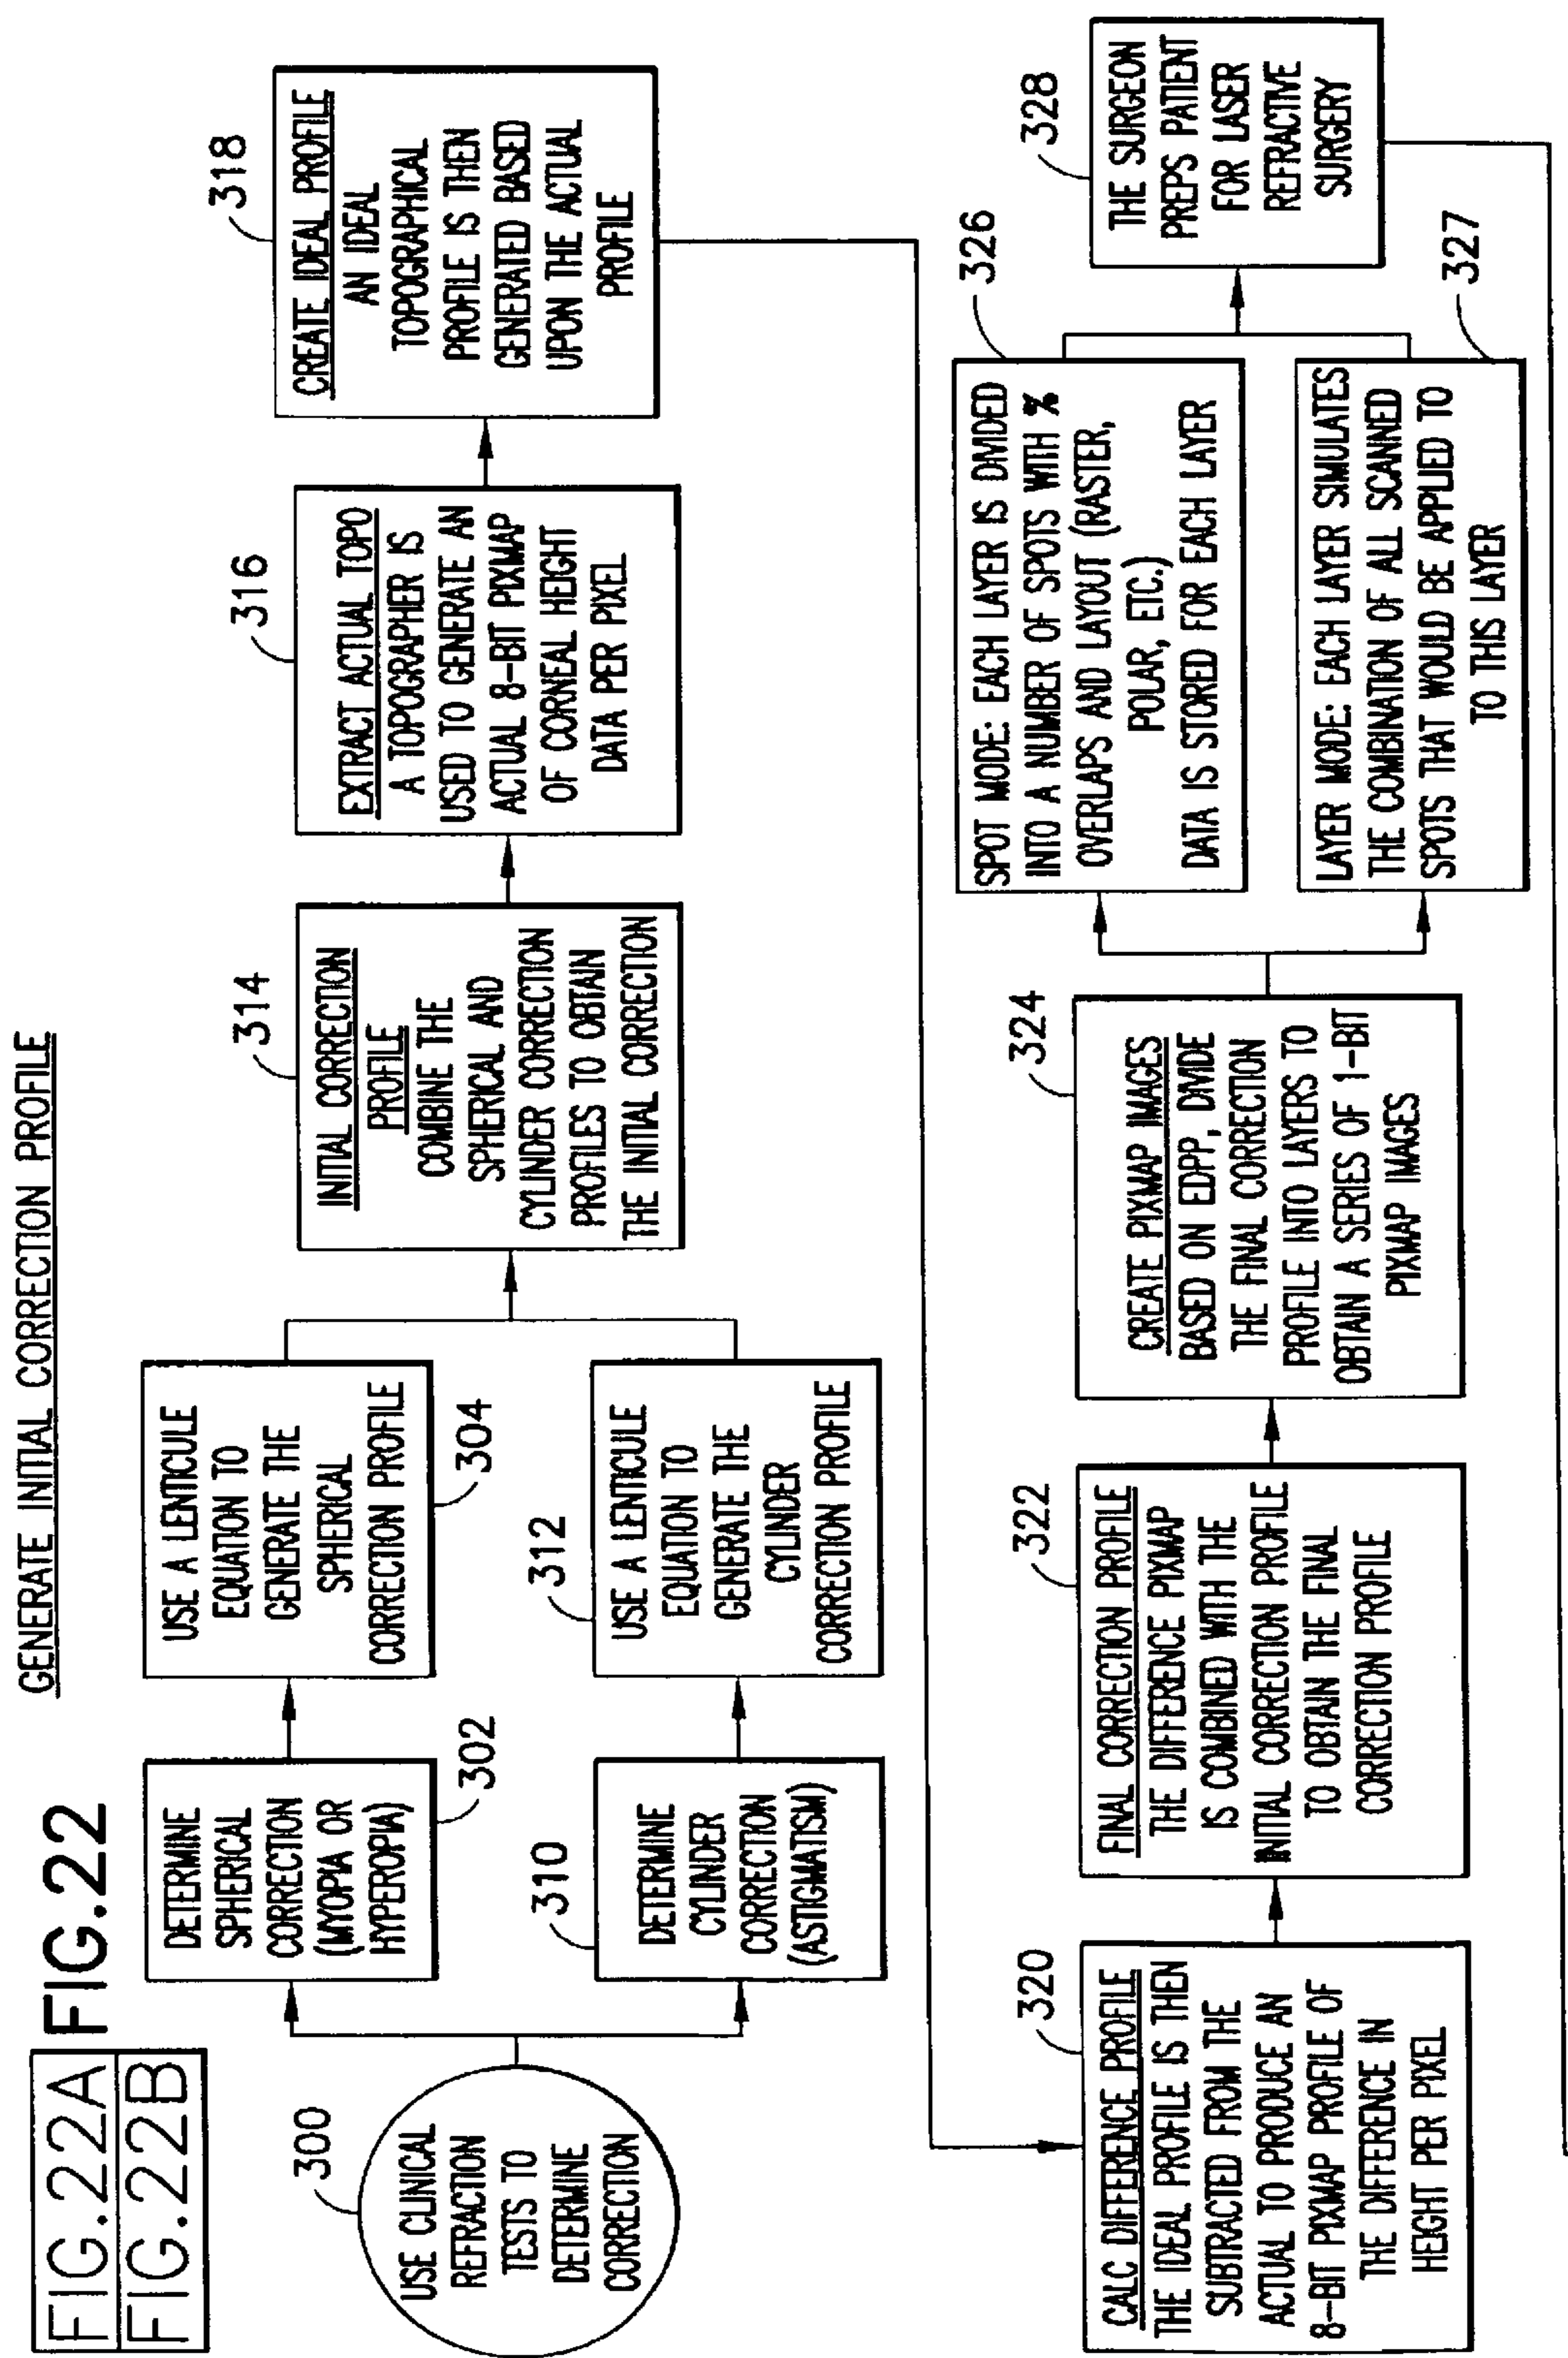 FIG.22A
FIG.22B
FIG.22
GENERATE INITIAL CORRECTION PROFILE
300
USE CLINICAL
REFRACTION
TESTS TO
DETERMINE
CORRECTION
DETERMINE
SPHERICAL
CORRECTION
(MYOPIA OR
HYPEROPIA)
302
USE A LENTICULE
EQUATION TO
GENERATE THE
SPHERICAL
CORRECTION PROFILE
304
310
DETERMINE
CYLINDER
CORRECTION
(ASTIGMATISM)
312
USE A LENTICULE
EQUATION TO
GENERATE THE
CYLINDER
CORRECTION PROFILE
314
INITIAL CORRECTION
PROFILE
COMBINE THE
SPHERICAL AND
CYLINDER CORRECTION
PROFILES TO OBTAIN
THE INITIAL CORRECTION
316
EXTRACT ACTUAL TOPO
A TOPOGRAPHER IS
USED TO GENERATE AN
ACTUAL 8-BIT PIXMAP
OF CORNEAL HEIGHT
DATA PER PIXEL
318
CREATE IDEAL PROFILE
AN IDEAL
TOPOGRAPHICAL
PROFILE IS THEN
GENERATED BASED
UPON THE ACTUAL
PROFILE
320
CALC DIFFERENCE PROFILE
THE IDEAL PROFILE IS THEN
SUBTRACTED FROM THE
ACTUAL TO PRODUCE AN
8-BIT PIXMAP PROFILE OF
THE DIFFERENCE IN
HEIGHT PER PIXEL
322
FINAL CORRECTION PROFILE
THE DIFFERENCE PIXMAP
IS COMBINED WITH THE
INITIAL CORRECTION PROFILE
TO OBTAIN THE FINAL
CORRECTION PROFILE
324
CREATE PIXMAP IMAGES
BASED ON EDPP, DIVIDE
THE FINAL CORRECTION
PROFILE INTO LAYERS TO
OBTAIN A SERIES OF 1-BIT
PIXMAP IMAGES
326
SPOT MODE: EACH LAYER IS DIVIDED
INTO A NUMBER OF SPOTS WITH %
OVERLAPS AND LAYOUT (RASTER,
POLAR, ETC.)
DATA IS STORED FOR EACH LAYER
327
LAYER MODE: EACH LAYER SIMULATES
THE COMBINATION OF ALL SCANNED
SPOTS THAT WOULD BE APPLIED TO
TO THIS LAYER
328
THE SURGEON
PREPS PATIENT
FOR LASER
REFRACTIVE
SURGERY